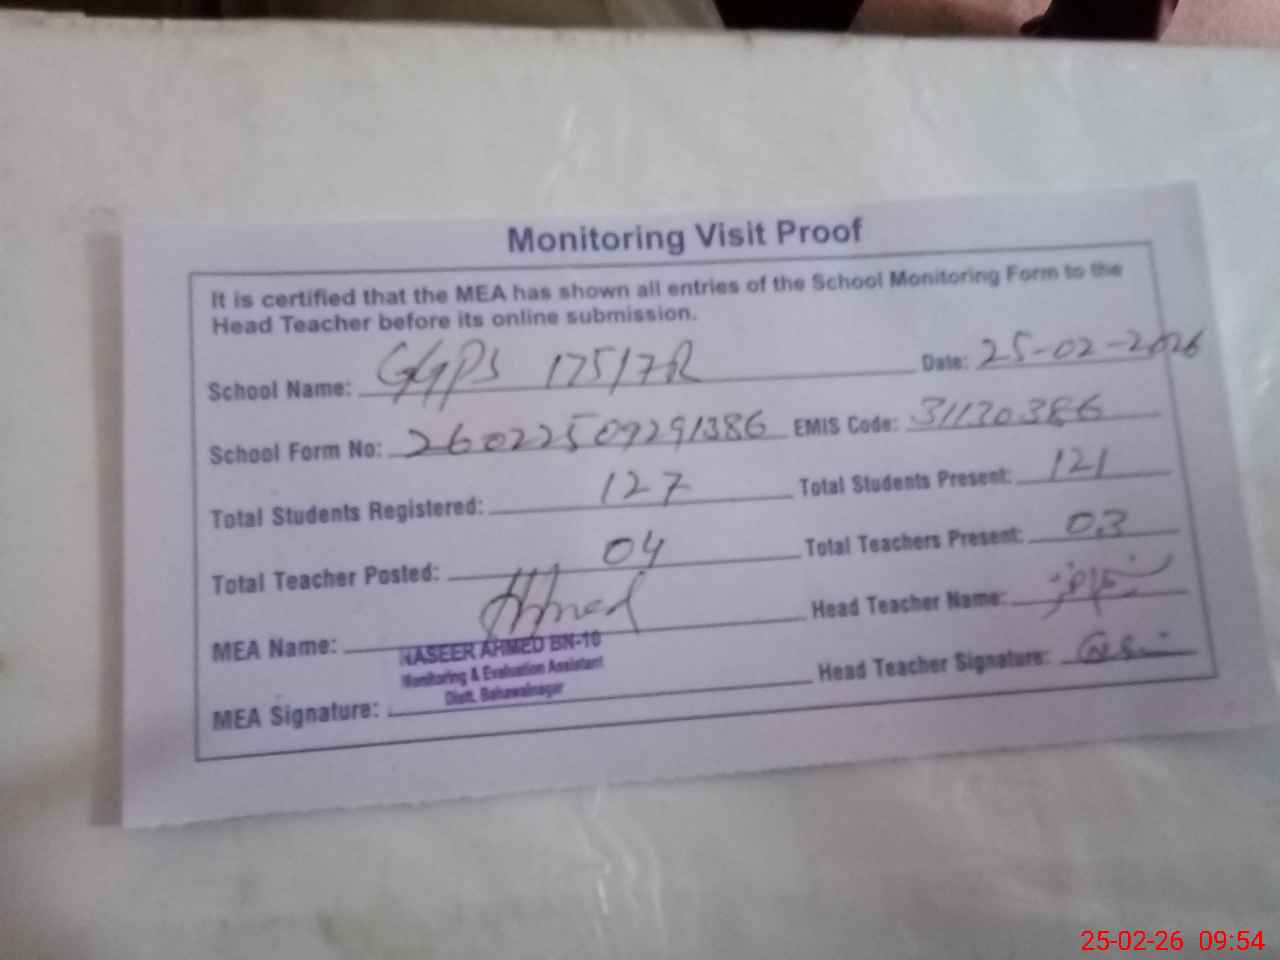 Monitoring Visit Proof
It is certified that the MEA has shown all entries of the School Monitoring Form to the
Head Teacher before its online submission.
School Name: GGPS 175/7R Date: 25-02-2026
School Form No: 26022509291386 EMIS Code: 31130386
Total Students Registered: 127 Total Students Present: 121
Total Teacher Posted: 04 Total Teachers Present: 03
MEA Name: Ahmed Head Teacher Name:
NASEER AHMED BN-10
Monitoring & Evaluation Assistant
Distt. Bahawalnagar
MEA Signature: Head Teacher Signature:
25-02-26 09:54